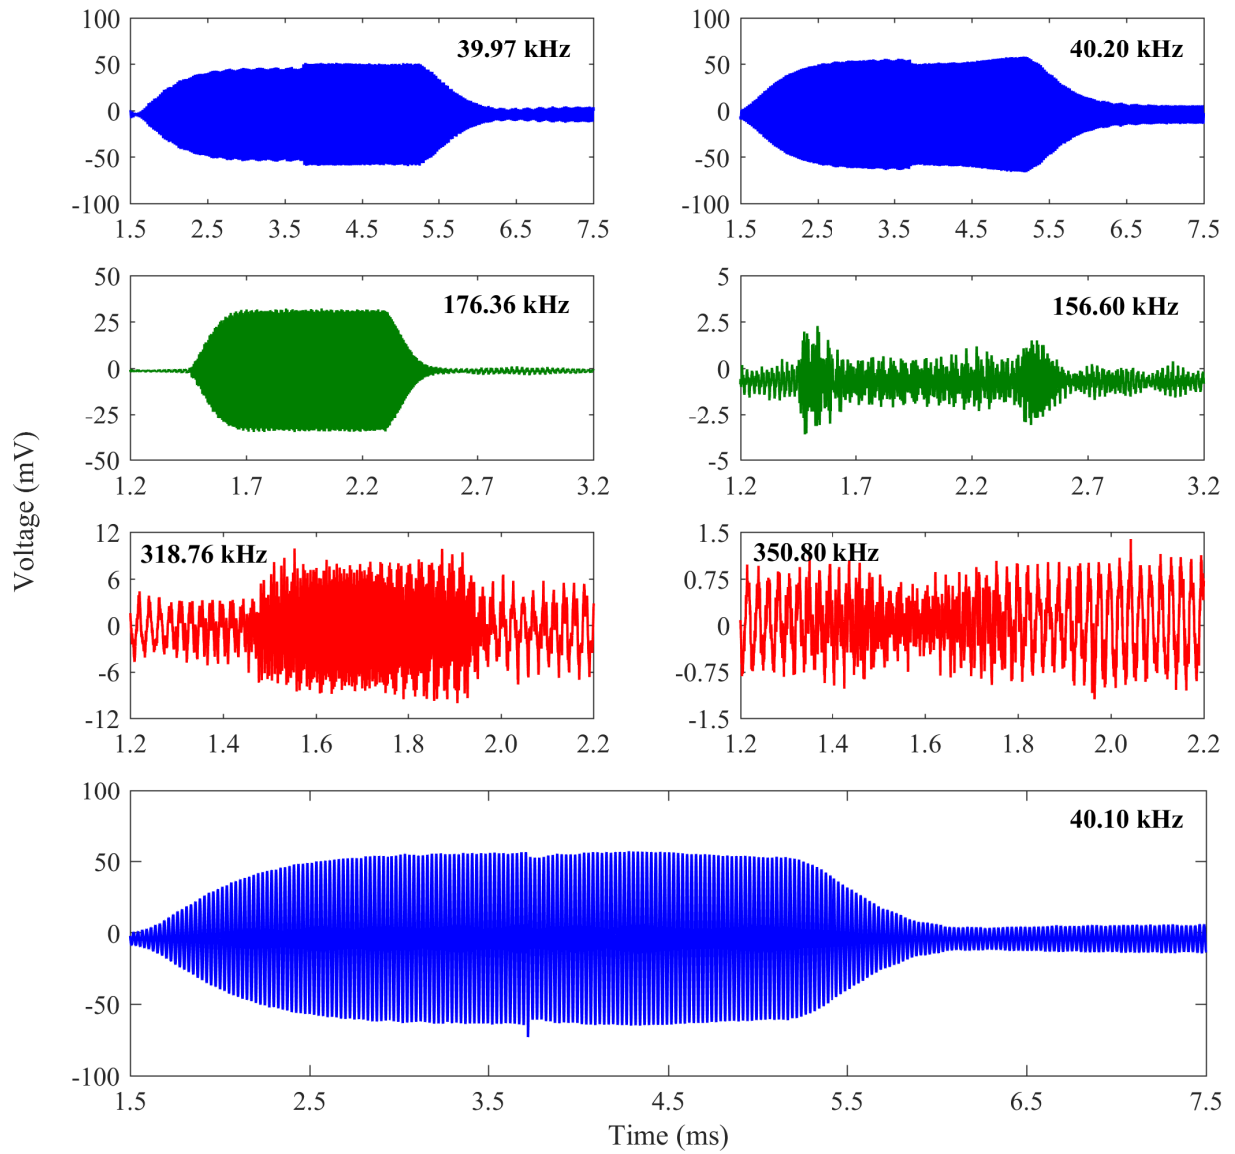 100
50
0
-50
-100
39.97 kHz
1.5 2.5 3.5 4.5 5.5 6.5 7.5
100
50
0
-50
-100
40.20 kHz
1.5 2.5 3.5 4.5 5.5 6.5 7.5
50
25
0
-25
-50
176.36 kHz
1.2 1.7 2.2 2.7 3.2
5
2.5
0
-2.5
-5
156.60 kHz
1.2 1.7 2.2 2.7 3.2
Voltage (mV)
12
6
0
-6
-12
318.76 kHz
1.2 1.4 1.6 1.8 2.0 2.2
1.5
0.75
0
-0.75
-1.5
350.80 kHz
1.2 1.4 1.6 1.8 2.0 2.2
100
50
0
-50
-100
40.10 kHz
1.5 2.5 3.5 4.5 5.5 6.5 7.5
Time (ms)